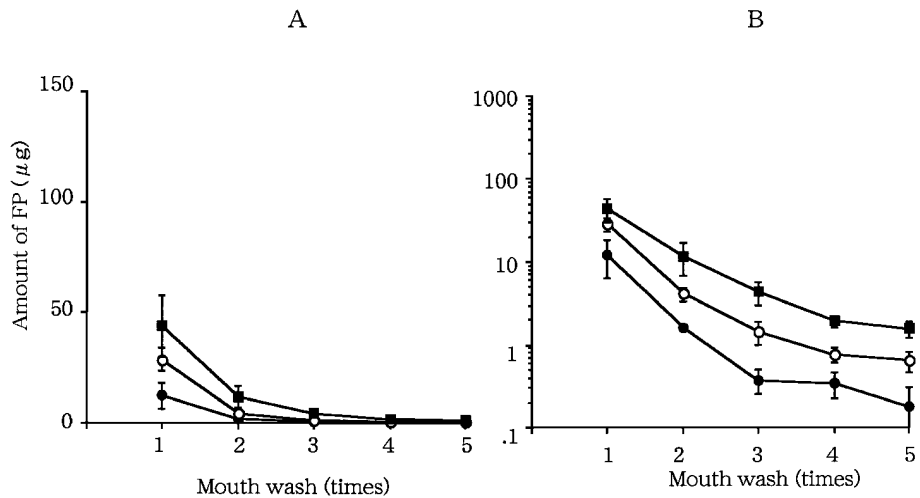 A
B
Amount of FP (μg)
150
100
50
0
1 2 3 4 5
Mouth wash (times)
1000
100
10
1
.1
1 2 3 4 5
Mouth wash (times)